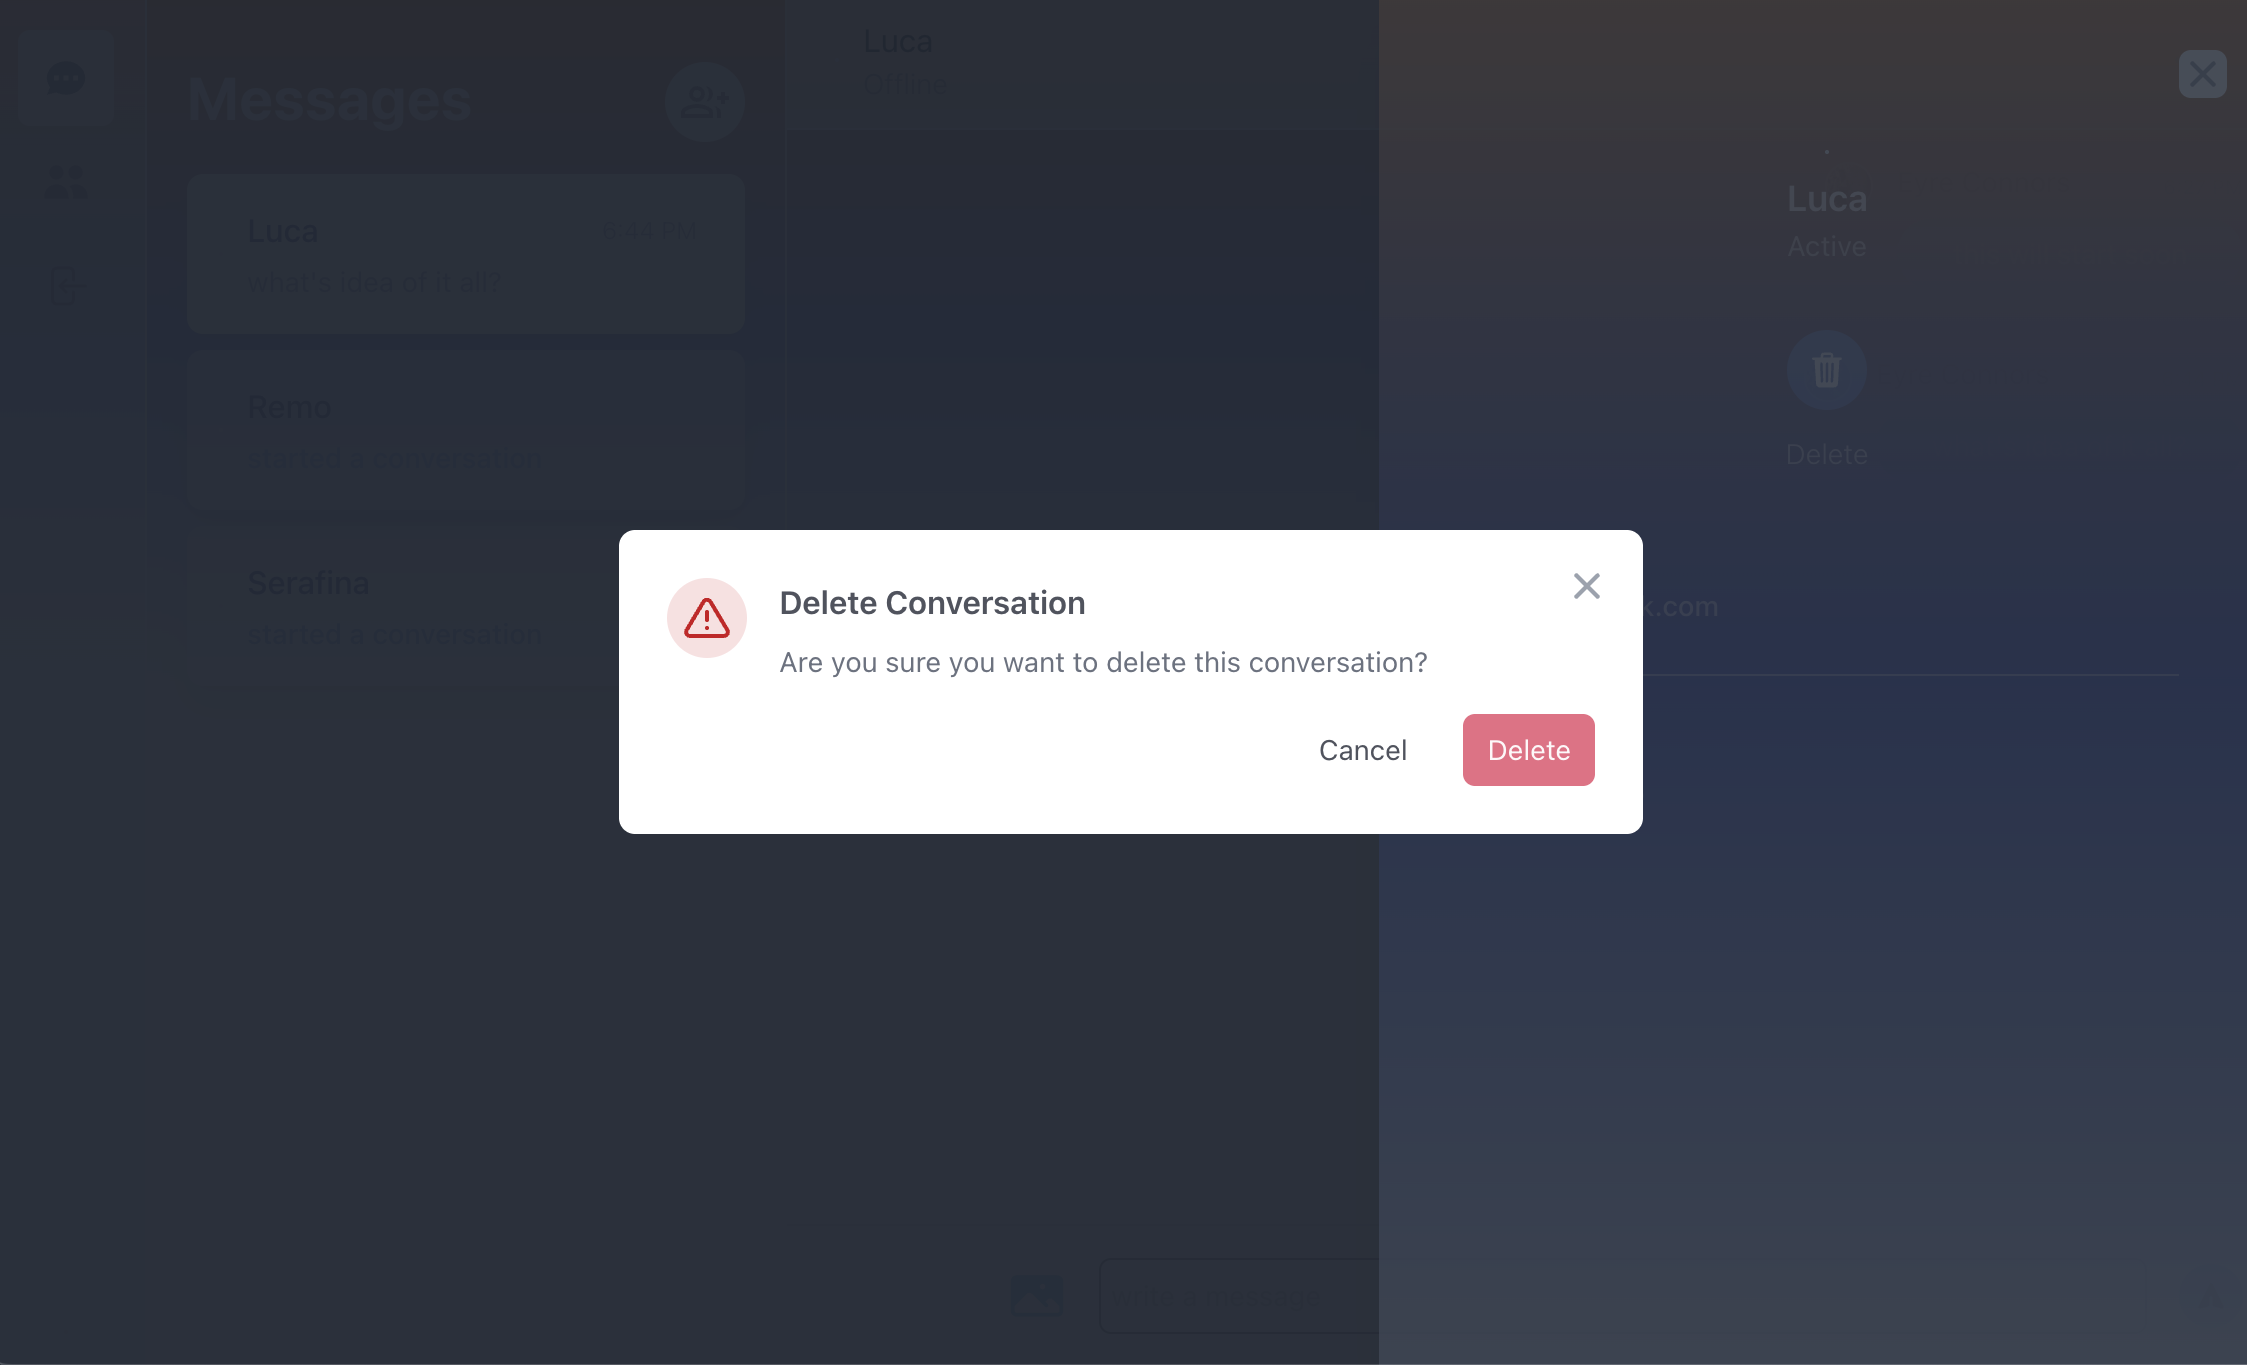 Messages
Luca
6:44 PM
what's idea of it all?
Remo
started a conversation
Serafina
started a conversation
Luca
Offline
Luca
Active
Delete
k.com
Delete Conversation
Are you sure you want to delete this conversation?
Cancel
Delete
write a message